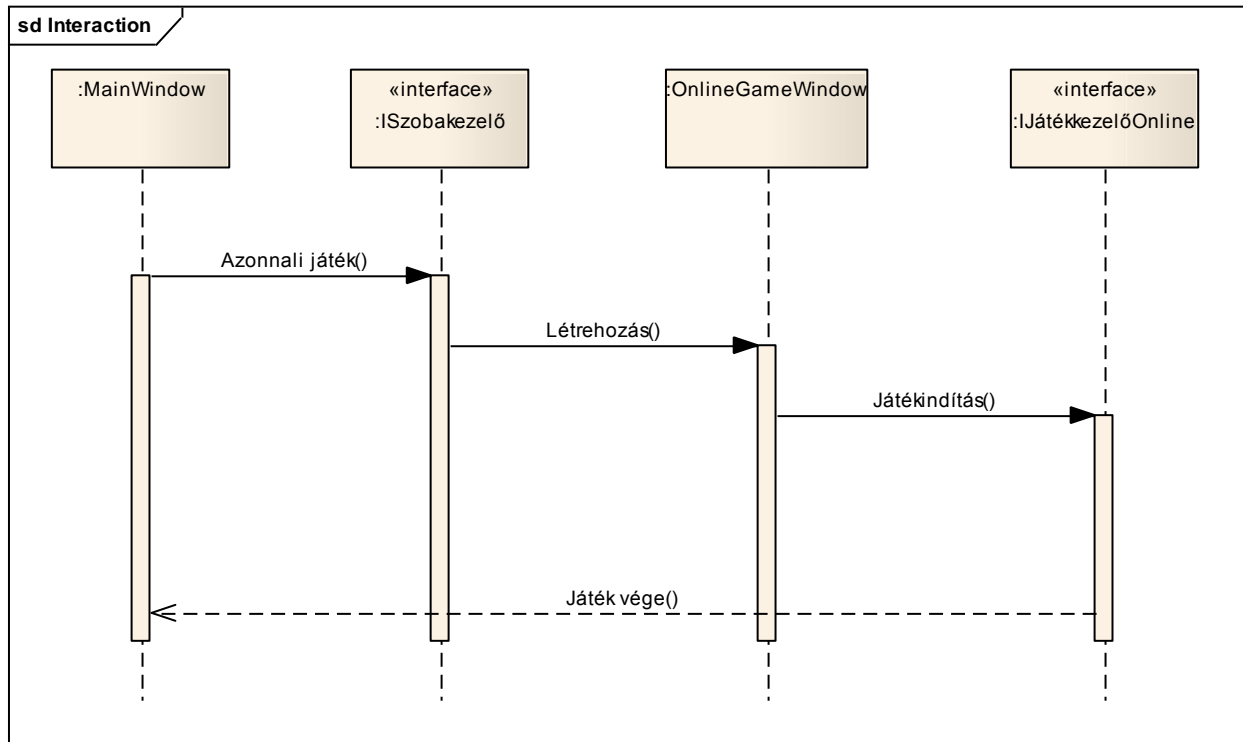 sd Interaction
:MainWindow
«interface»
:ISzobakezelő
:OnlineGameWindow
«interface»
:IJátékkezelőOnline
Azonnali játék()
Létrehozás()
Játékindítás()
Játék vége()